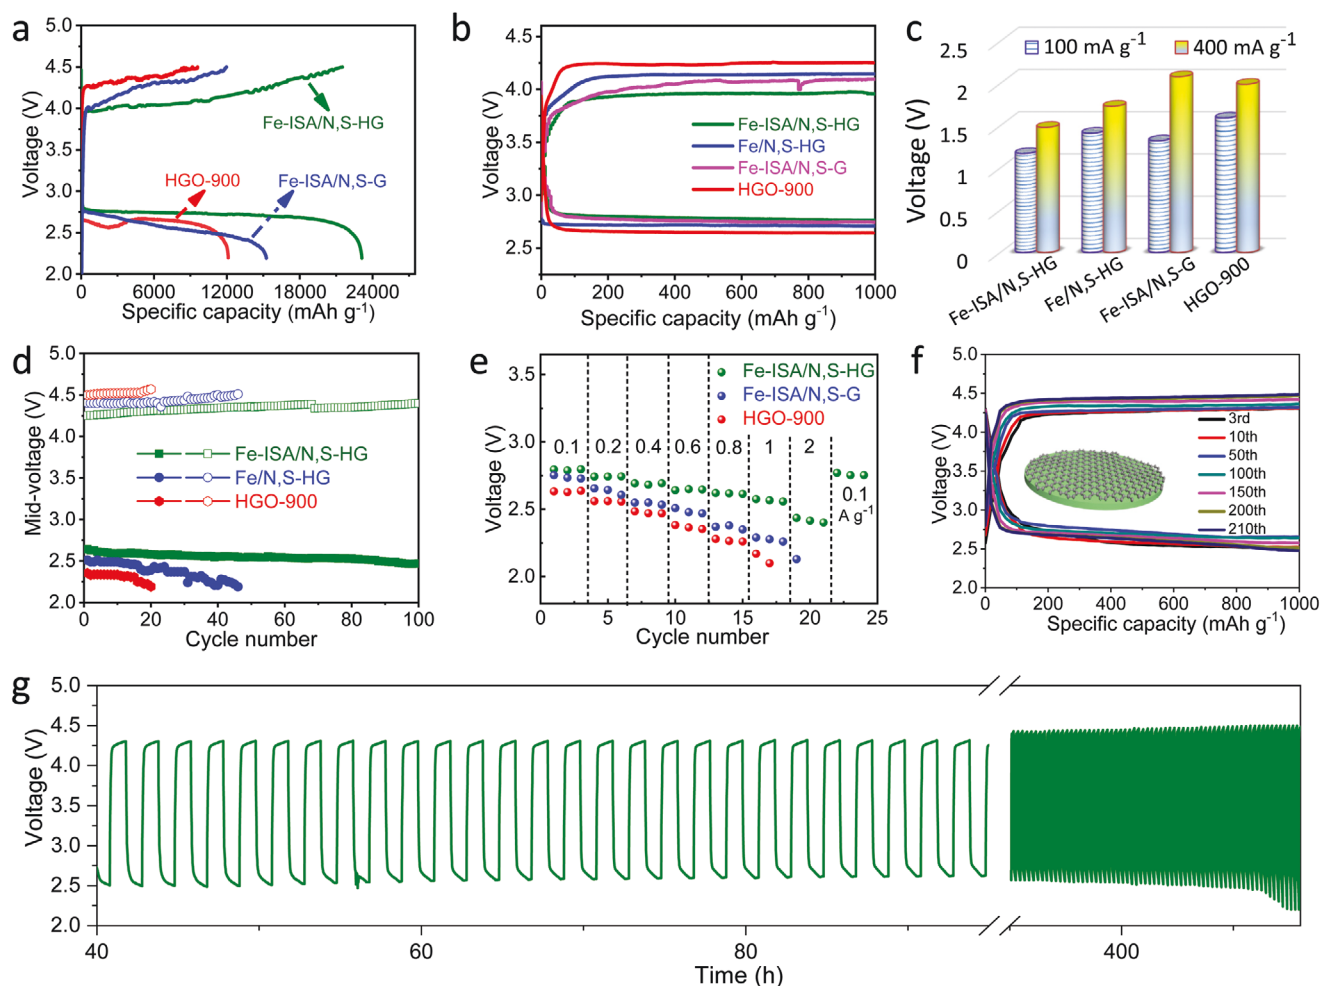 a
Voltage (V)
5.0
4.5
4.0
3.0
2.5
2.0
0
6000
12000
18000
24000
Specific capacity (mAh g⁻¹)
Fe-ISA/N,S-HG
HGO-900
Fe-ISA/N,S-G
b
Voltage (V)
4.50
4.25
4.00
3.75
3.00
2.75
2.50
0
200
400
600
800
1000
Specific capacity (mAh g⁻¹)
Fe-ISA/N,S-HG
Fe/N,S-HG
Fe-ISA/N,S-G
HGO-900
c
100 mA g⁻¹
400 mA g⁻¹
Voltage (V)
2.5
2
1.5
1
0.5
0
Fe-ISA/N,S-HG
Fe/N,S-HG
Fe-ISA/N,S-G
HGO-900
d
Mid-voltage (V)
5.0
4.5
4.0
3.0
2.5
2.0
0
20
40
60
80
100
Cycle number
Fe-ISA/N,S-HG
Fe/N,S-HG
HGO-900
e
Voltage (V)
3.5
3.0
2.5
2.0
0
5
10
15
20
25
Cycle number
Fe-ISA/N,S-HG
Fe-ISA/N,S-G
HGO-900
0.1
0.2
0.4
0.6
0.8
1
2
0.1
A g⁻¹
f
Voltage (V)
5.0
4.5
4.0
3.5
3.0
2.5
2.0
0
200
400
600
800
1000
Specific capacity (mAh g⁻¹)
3rd
10th
50th
100th
150th
200th
210th
g
Voltage (V)
5.0
4.5
4.0
3.5
3.0
2.5
2.0
40
60
80
400
Time (h)